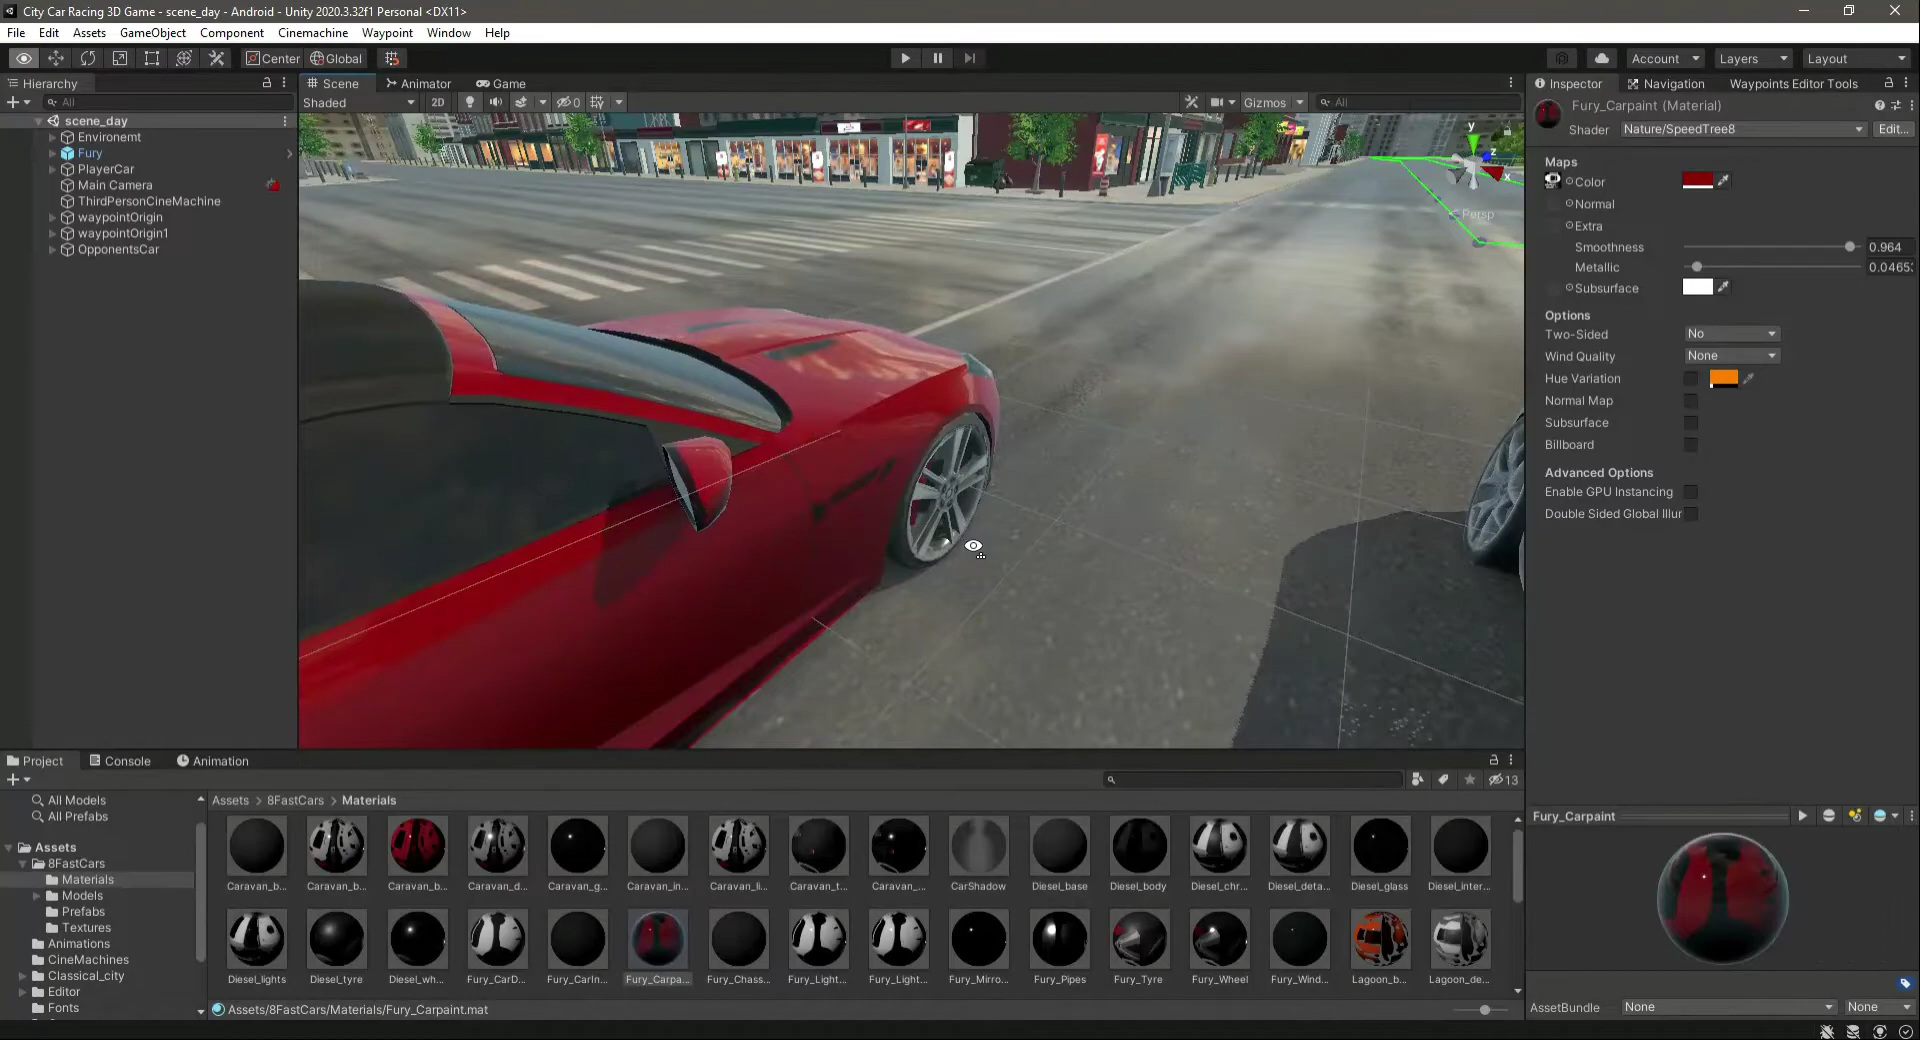 City Car Racing 3D Game - scene_day - Android - Unity 2020.3.32f1 Personal <DX11>
File Edit Assets GameObject Component Cinemachine Waypoint Window Help
Center Global Account Layers Layout
Hierarchy
All
scene_day
Environemt
Fury
PlayerCar
Main Camera
ThirdPersonCineMachine
waypointOrigin
waypointOrigin1
OpponentsCar
Scene Animator Game
Shaded 2D 0 Gizmos All
y
z
x
Persp
Inspector Navigation Waypoints Editor Tools
Fury_Carpaint (Material)
Shader Nature/SpeedTree8 Edit...
Maps
Color
Normal
Extra
Smoothness 0.964
Metallic 0.0465
Subsurface
Options
Two-Sided No
Wind Quality None
Hue Variation
Normal Map
Subsurface
Billboard
Advanced Options
Enable GPU Instancing
Double Sided Global Illur
Project Console Animation
13
All Models
All Prefabs
Assets
8FastCars
Materials
Models
Prefabs
Textures
Animations
CineMachines
Classical_city
Editor
Fonts
Assets > 8FastCars > Materials
Caravan_b... Caravan_b... Caravan_b... Caravan_d... Caravan_g... Caravan_in... Caravan_li... Caravan_t... Caravan_... CarShadow Diesel_base Diesel_body Diesel_chr... Diesel_deta... Diesel_glass Diesel_inter...
Diesel_lights Diesel_tyre Diesel_wh... Fury_CarD... Fury_CarIn... Fury_Carpa... Fury_Chass... Fury_Light... Fury_Light... Fury_Mirro... Fury_Pipes Fury_Tyre Fury_Wheel Fury_Wind... Lagoon_b... Lagoon_de...
Assets/8FastCars/Materials/Fury_Carpaint.mat
Fury_Carpaint
AssetBundle None None